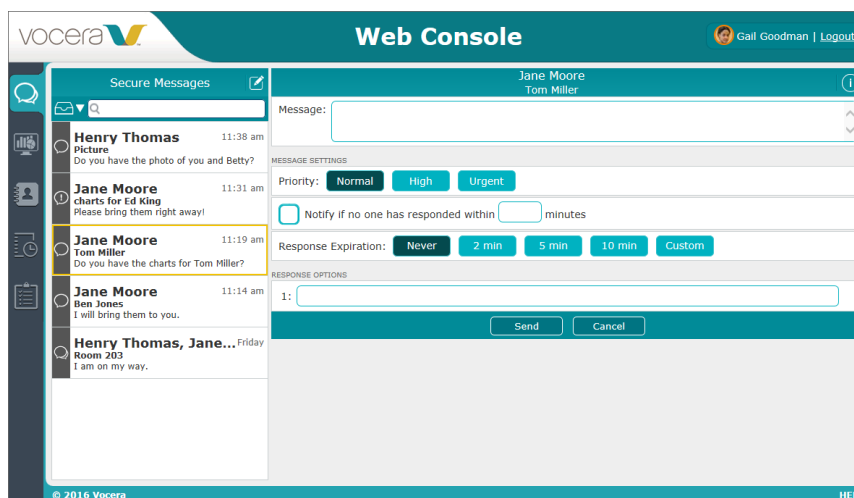 vocera
Web Console
Gail Goodman | Logout
Secure Messages
Henry Thomas 11:38 am
Picture
Do you have the photo of you and Betty?
Jane Moore 11:31 am
charts for Ed King
Please bring them right away!
Jane Moore 11:19 am
Tom Miller
Do you have the charts for Tom Miller?
Jane Moore 11:14 am
Ben Jones
I will bring them to you.
Henry Thomas, Jane... Friday
Room 203
I am on my way.
Jane Moore
Tom Miller
Message:
MESSAGE SETTINGS
Priority: Normal High Urgent
Notify if no one has responded within minutes
Response Expiration: Never 2 min 5 min 10 min Custom
RESPONSE OPTIONS
1:
Send Cancel
© 2016 Vocera